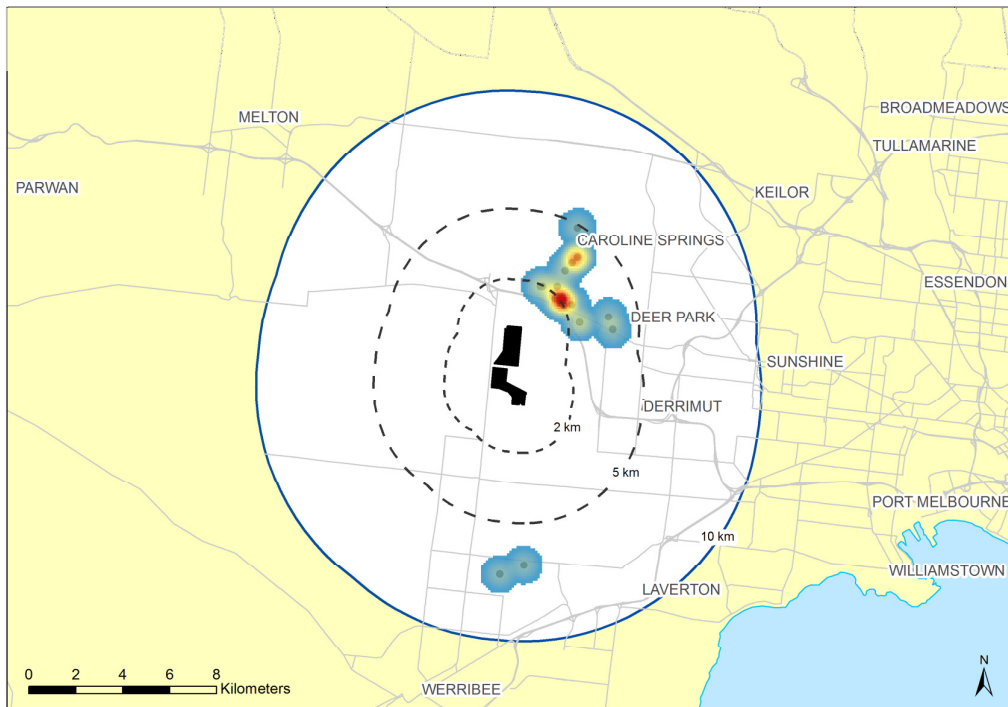 BROADMEADOWS
MELTON
TULLAMARINE
PARWAN
KEILOR
CAROLINE SPRINGS
ESSENDON
DEER PARK
SUNSHINE
DERRIMUT
2 km
5 km
PORT MELBOURNE
10 km
WILLIAMSTOWN
LAVERTON
N
0 2 4 6 8
Kilometers
WERRIBEE